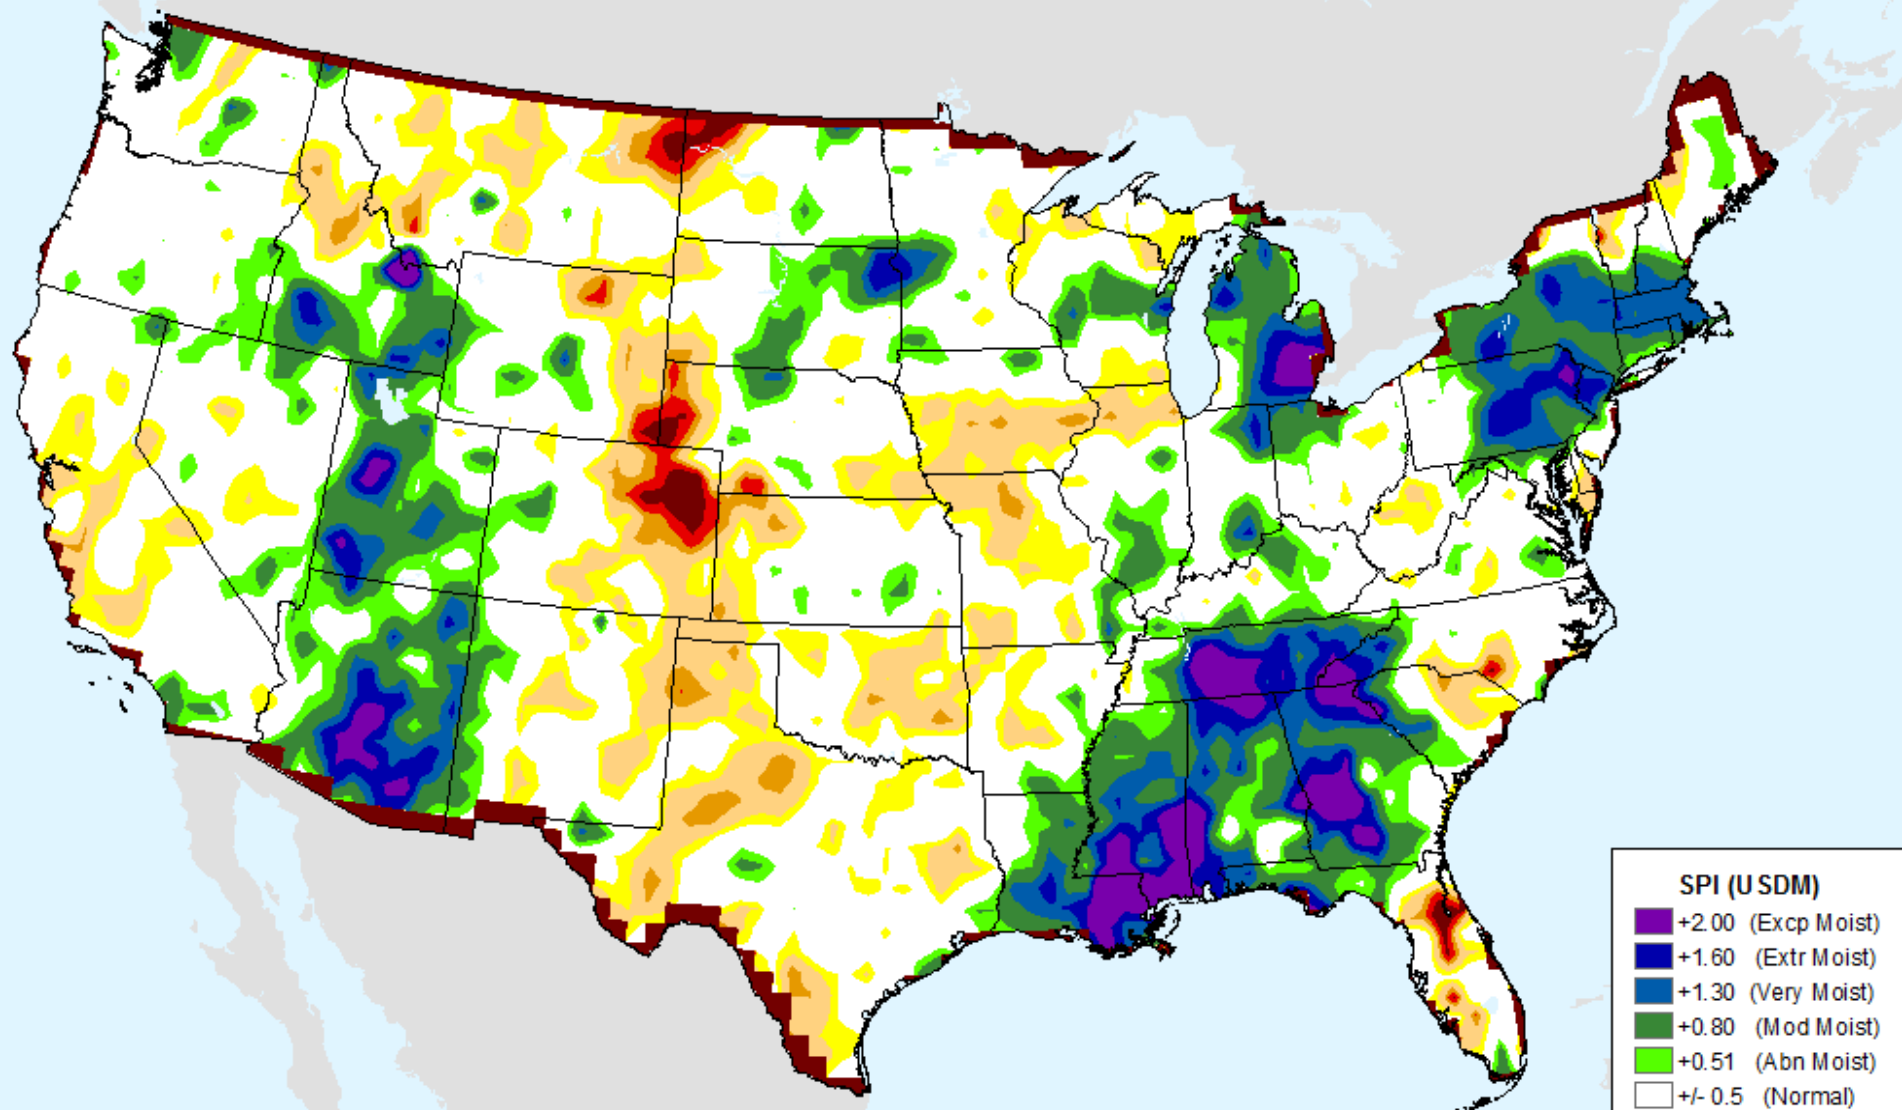 SPI (USDM)
+2.00 (Excp Moist)
+1.60 (Extr Moist)
+1.30 (Very Moist)
+0.80 (Mod Moist)
+0.51 (Abn Moist)
+/- 0.5 (Normal)